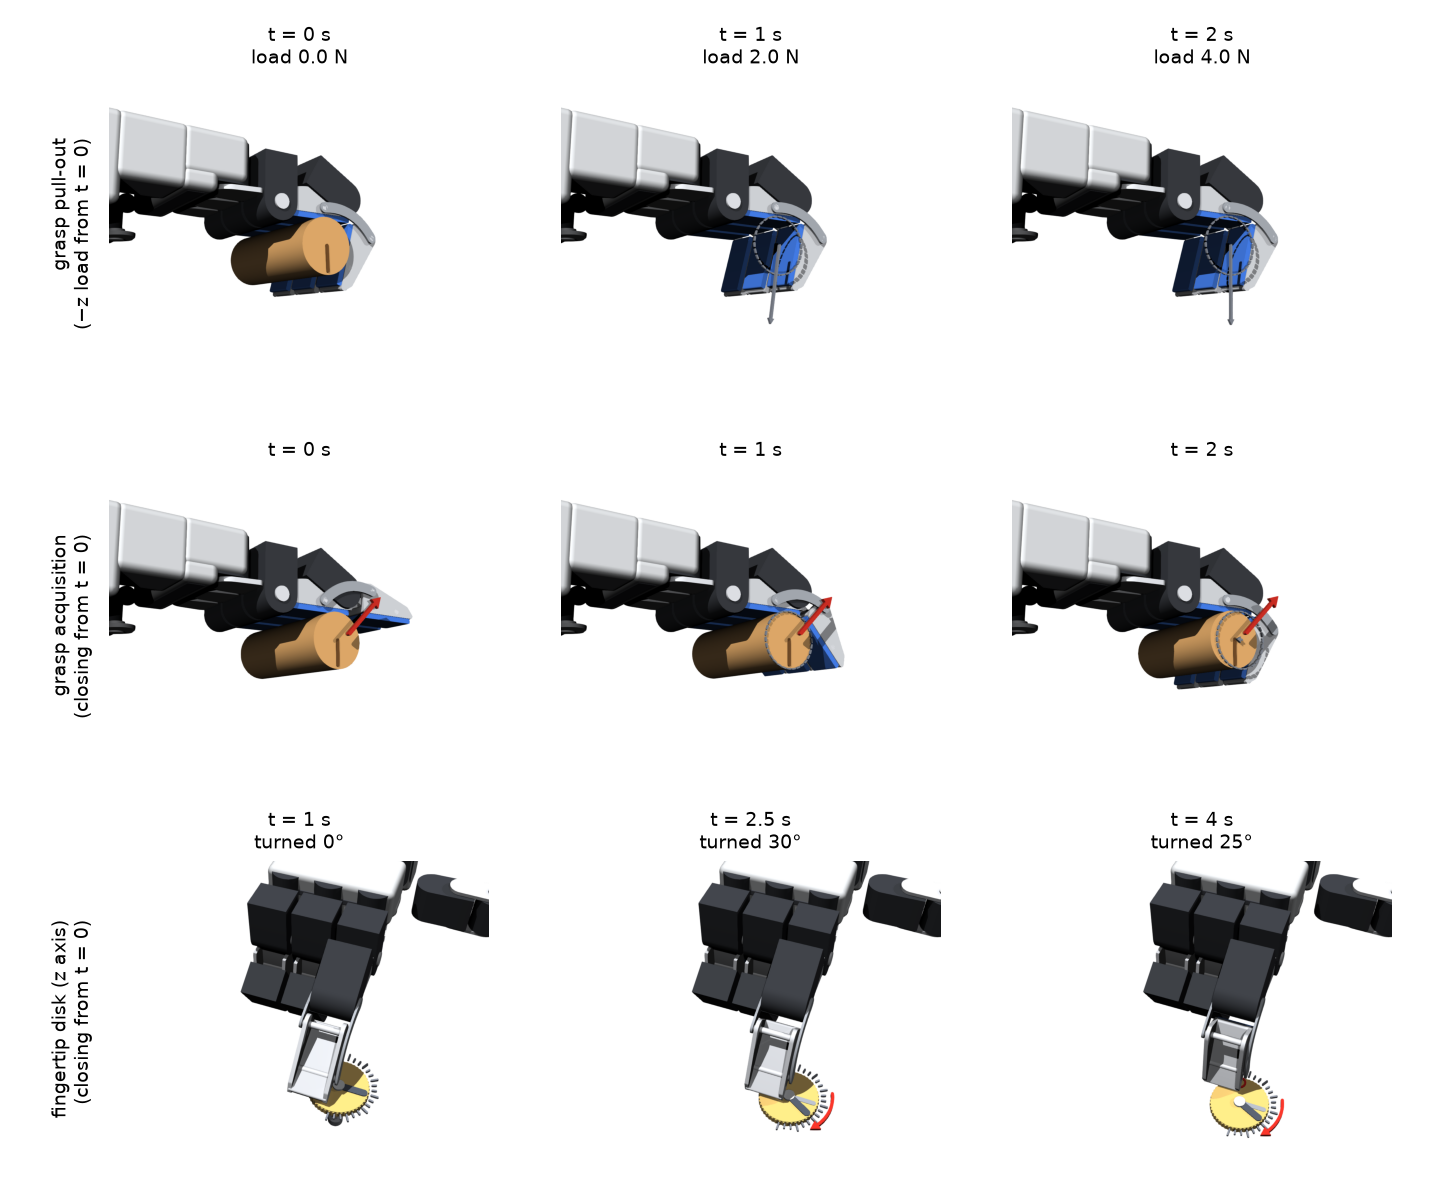 t = 0 s
load 0.0 N
t = 1 s
load 2.0 N
t = 2 s
load 4.0 N
grasp pull-out
(−z load from t = 0)
t = 0 s
t = 1 s
t = 2 s
grasp acquisition
(closing from t = 0)
t = 1 s
turned 0°
t = 2.5 s
turned 30°
t = 4 s
turned 25°
fingertip disk (z axis)
(closing from t = 0)